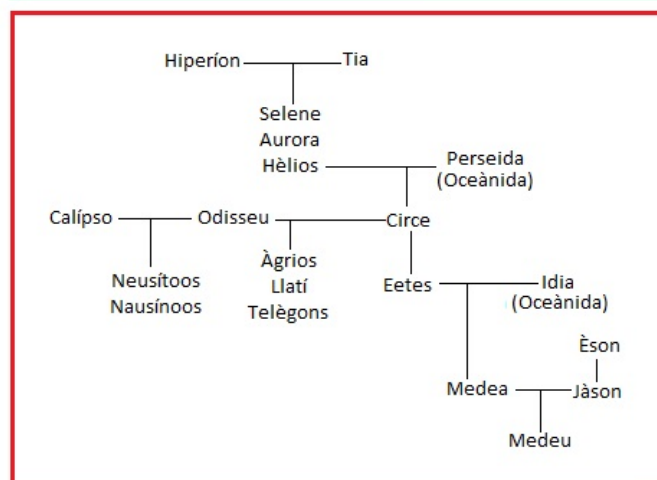 Hiperíon Tia
Selene
Aurora
Hèlios Perseida
(Oceànida)
Calípso Odisseu Circe
Àgrios
Neusítoos Llatí Eetes Idia
Nausínoos Telègons (Oceànida)
Èson
Medea Jàson
Medeu